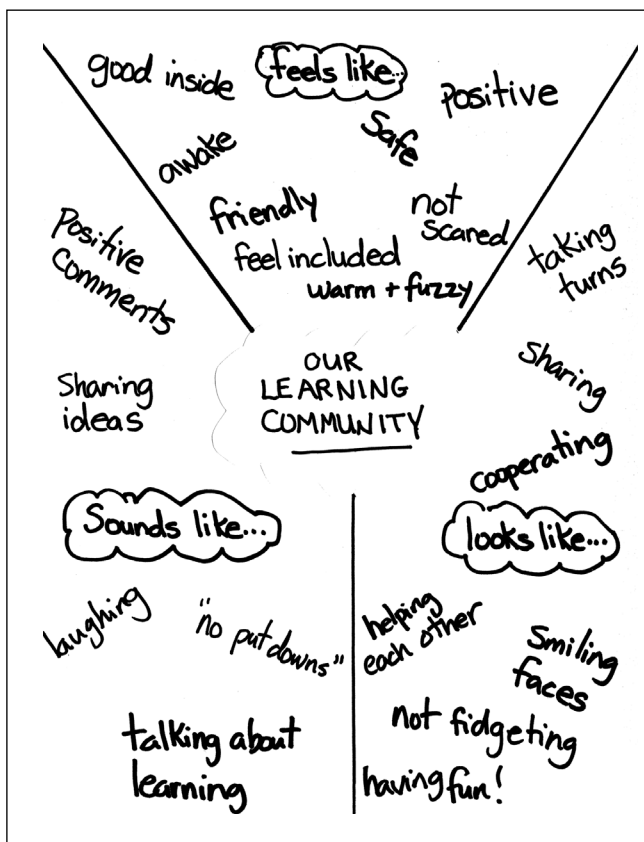 feels like...
good inside
positive
awake
Safe
friendly
not
scared
feel included
warm + fuzzy
OUR
LEARNING
COMMUNITY
Positive
comments
Sharing
ideas
Sounds like...
laughing
"no put downs"
talking about
learning
taking
turns
Sharing
cooperating
looks like...
helping
each other
Smiling
faces
not fidgeting
having fun!